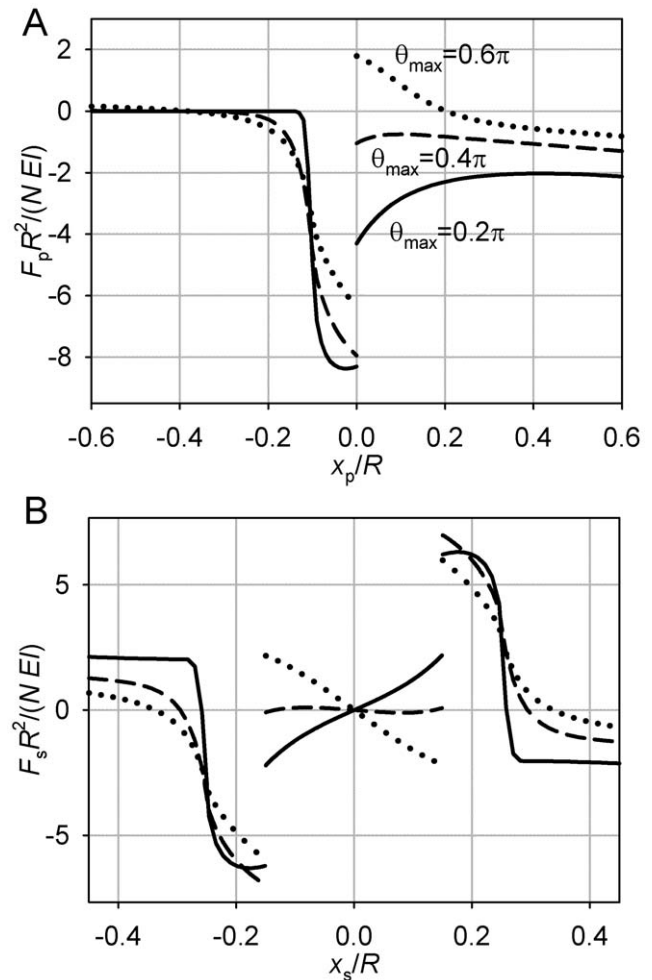 A
2
θmax=0.6π
0
θmax=0.4π
-2
θmax=0.2π
-4
-6
-8
FpR²/(N EI)
-0.6 -0.4 -0.2 0.0 0.2 0.4 0.6
xp/R
B
5
0
-5
FsR²/(N EI)
-0.4 -0.2 0.0 0.2 0.4
xs/R